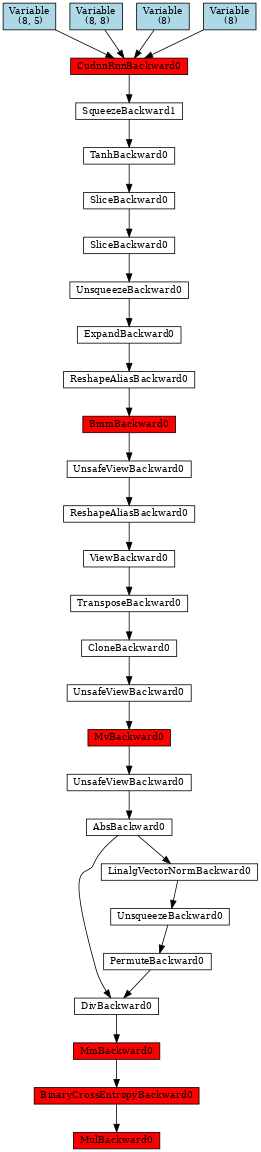 Variable Variable Variable Variable
(8, 5) (8, 8) (8) (8)
CudnnRnnBackward0
SqueezeBackward1
TanhBackward0
SliceBackward0
SliceBackward0
UnsqueezeBackward0
ExpandBackward0
ReshapeAliasBackward0
BmmBackward0
UnsafeViewBackward0
ReshapeAliasBackward0
ViewBackward0
TransposeBackward0
CloneBackward0
UnsafeViewBackward0
MvBackward0
UnsafeViewBackward0
AbsBackward0
LinalgVectorNormBackward0
UnsqueezeBackward0
PermuteBackward0
DivBackward0
MmBackward0
BinaryCrossEntropyBackward0
MulBackward0